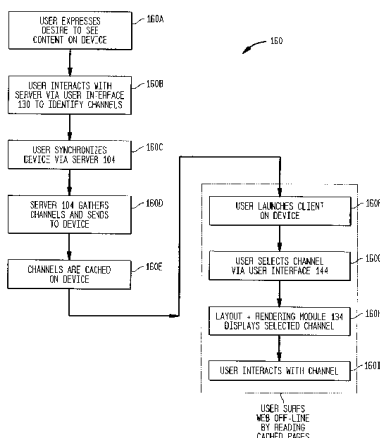 USER EXPRESSES
DESIRE TO SEE
CONTENT ON DEVICE
160A
160
USER INTERACTS WITH
SERVER VIA USER INTERFACE
130 TO IDENTIFY CHANNELS
160B
USER SYNCHRONIZES
DEVICE VIA SERVER 104
160C
SERVER 104 GATHERS
CHANNELS AND SENDS
TO DEVICE
160D
CHANNELS ARE CACHED
ON DEVICE
160E
USER LAUNCHES CLIENT
ON DEVICE
160F
USER SELECTS CHANNEL
VIA USER INTERFACE 144
160G
LAYOUT + RENDERING MODULE 134
DISPLAYS SELECTED CHANNEL
160H
USER INTERACTS WITH CHANNEL
160I
USER SURFS
WEB OFF-LINE
BY READING
CACHED PAGES